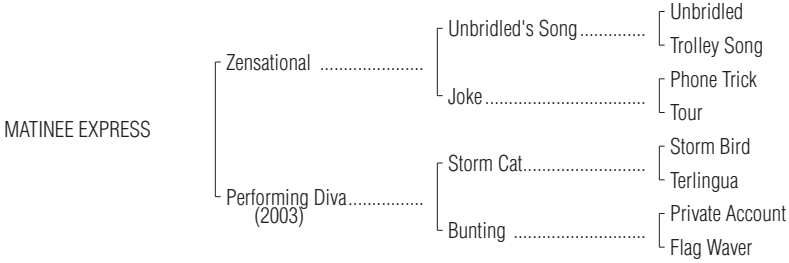 Unbridled
Unbridled's Song..............
Trolley Song
Zensational ......................
Phone Trick
Joke..................................
Tour
MATINEE EXPRESS
Storm Bird
Storm Cat..........................
Terlingua
Performing Diva................
(2003)
Private Account
Bunting ............................
Flag Waver